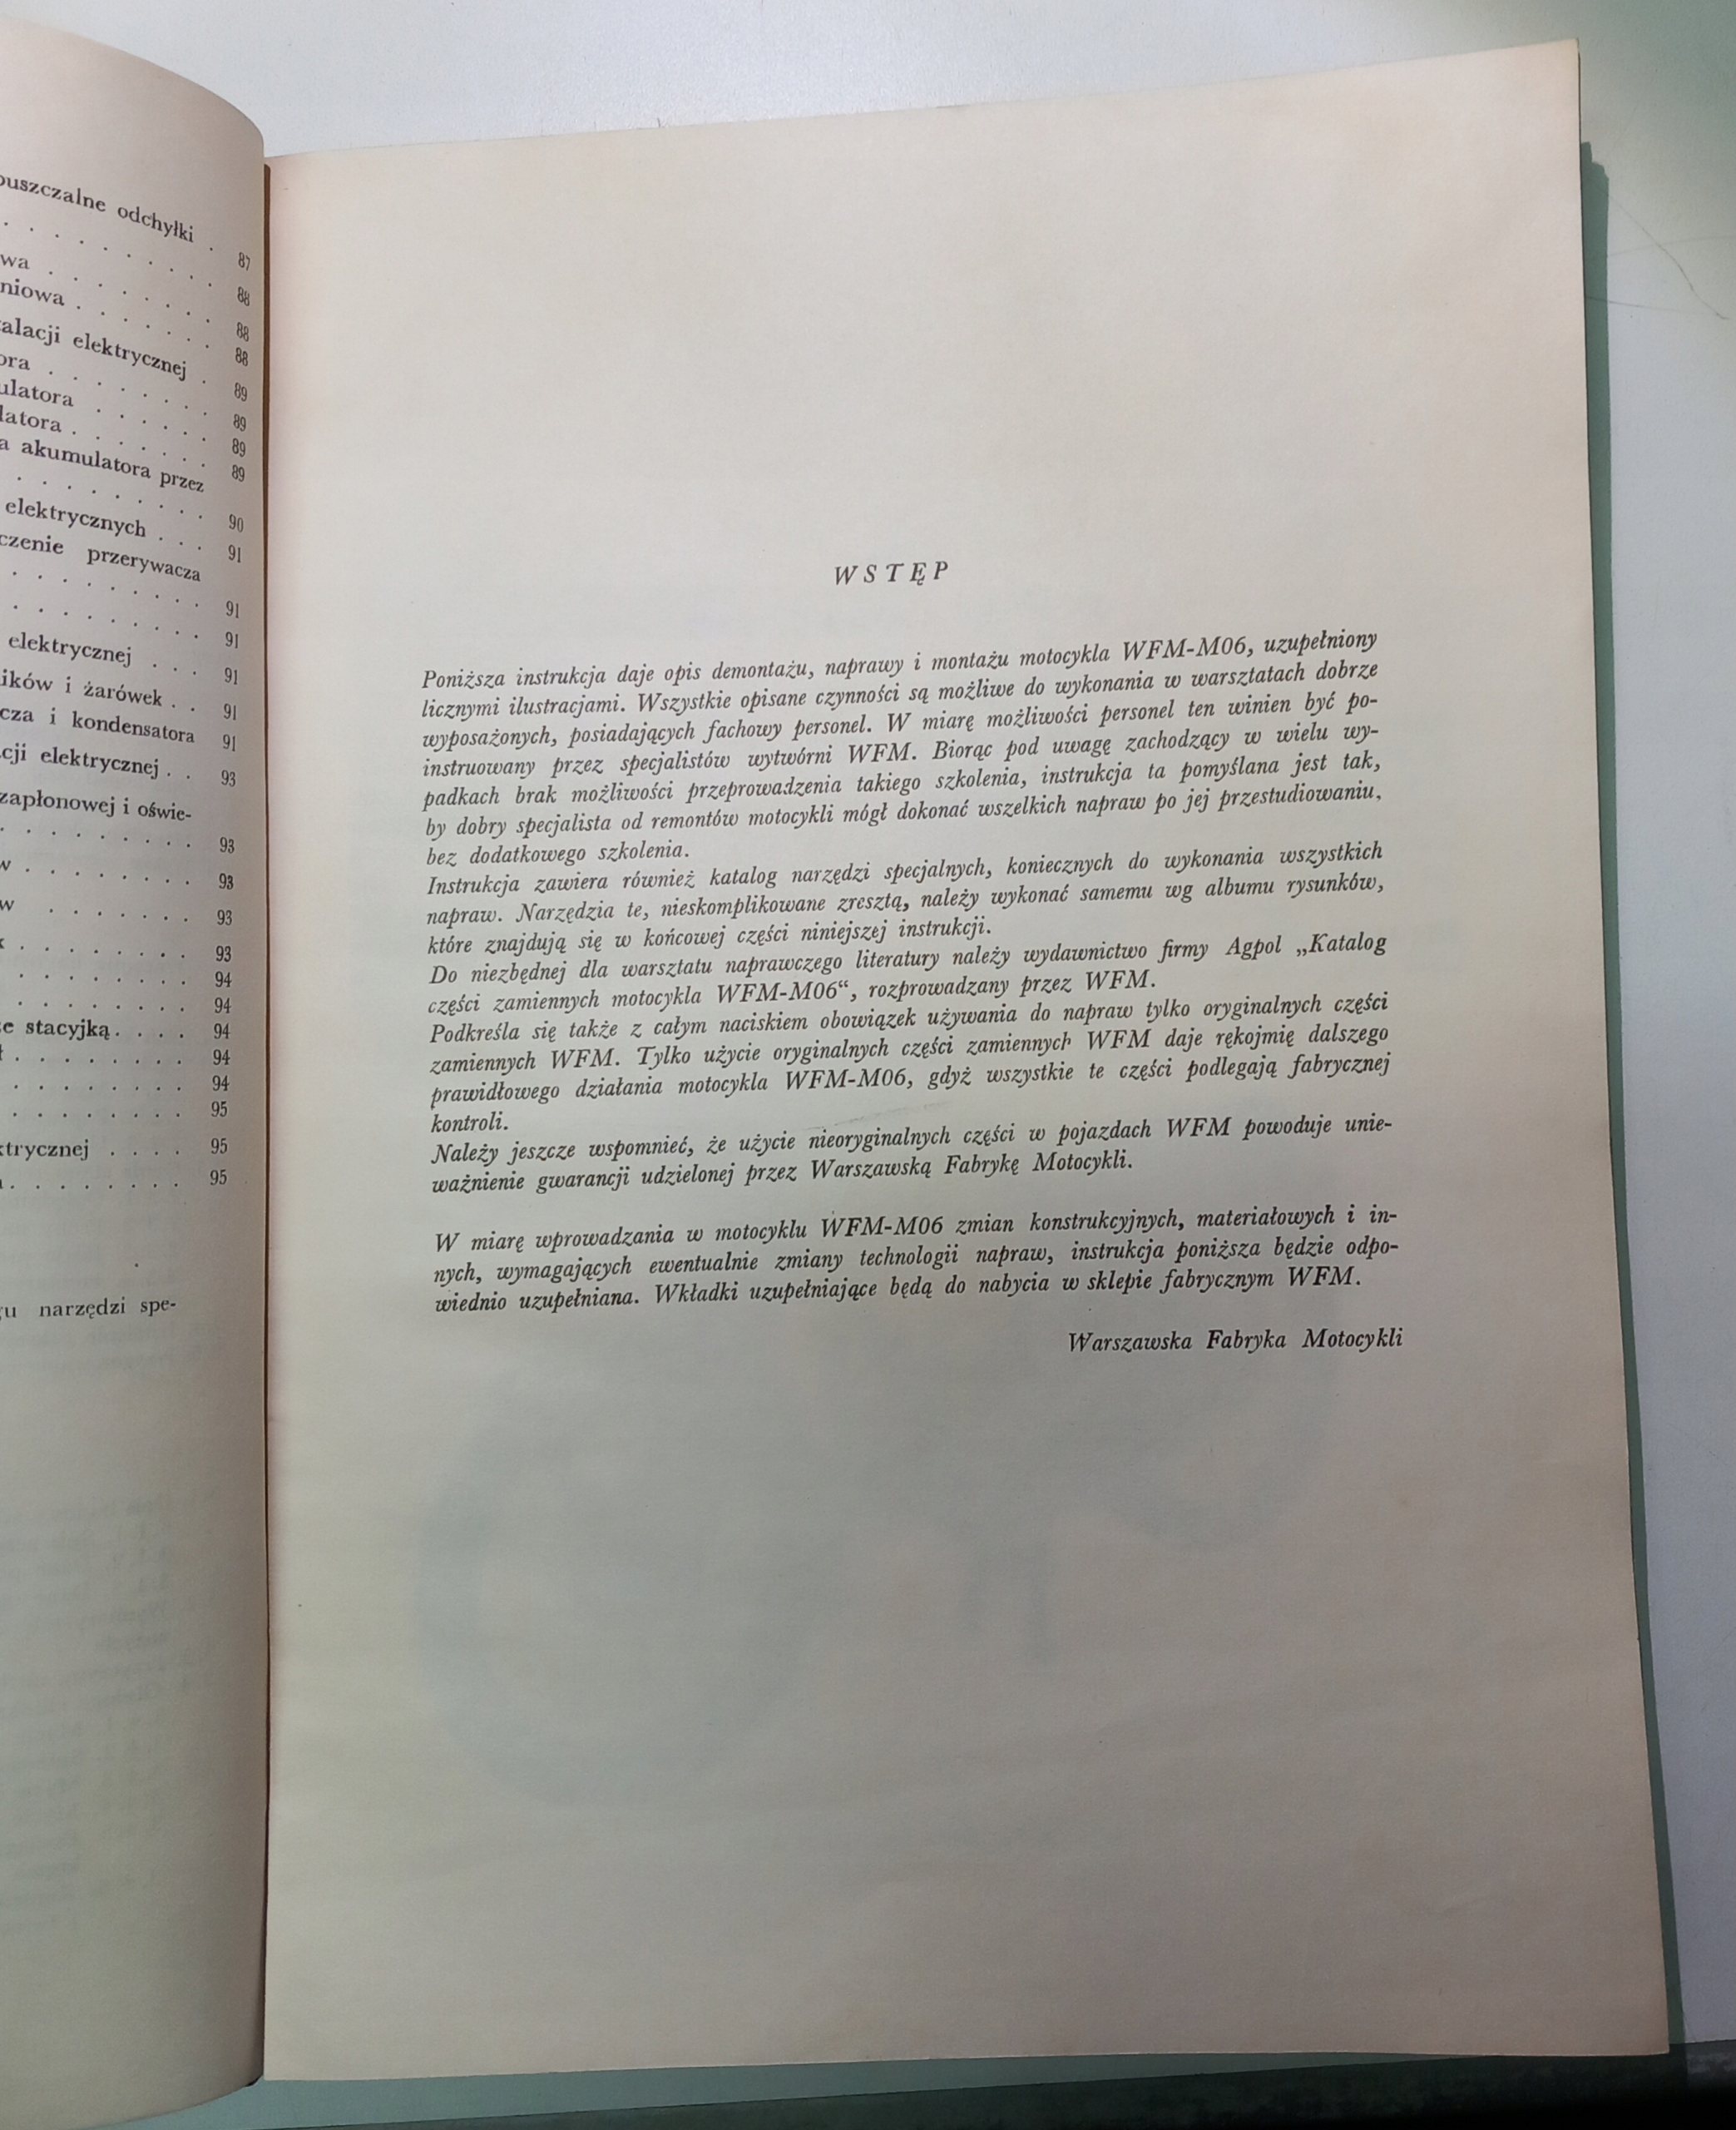 odchyłki . 87
. . . . . . . . 88
. . . . . . . 88
. . . . . . 88
elektrycznej . 89
. . . . . . . 89
. . . . . 89
. . . . . . 89
akumulatora przez
. . . . . . . . 90
elektrycznych . . . 91
przerywacza
. . . . . . . . 91
. . . . . . . . 91
elektrycznej . . . 91
i żarówek . . 91
i kondensatora 91
elektrycznej . . 93
zapłonowej i oświe-
. . . . . . . . 93
. . . . . . . . 93
. . . . . . . 93
. . . . . . . . 93
. . . . . . . . 94
. . . . . . . . 94
stacyjką . . . . 94
. . . . . . . . 94
. . . . . . . . 94
. . . . . . . . 95
. . . . 95
. . . . . . . . 95
narzędzi spe-
WSTĘP
Poniższa instrukcja daje opis demontażu, naprawy i montażu motocykla WFM-M06, uzupełniony
licznymi ilustracjami. Wszystkie opisane czynności są możliwe do wykonania w warsztatach dobrze
wyposażonych, posiadających fachowy personel. W miarę możliwości personel ten winien być po-
instruowany przez specjalistów wytwórni WFM. Biorąc pod uwagę zachodzący w wielu wy-
padkach brak możliwości przeprowadzenia takiego szkolenia, instrukcja ta pomyślana jest tak,
by dobry specjalista od remontów motocykli mógł dokonać wszelkich napraw po jej przestudiowaniu,
bez dodatkowego szkolenia.
Instrukcja zawiera również katalog narzędzi specjalnych, koniecznych do wykonania wszystkich
napraw. Narzędzia te, nieskomplikowane zresztą, należy wykonać samemu wg albumu rysunków,
które znajdują się w końcowej części niniejszej instrukcji.
Do niezbędnej dla warsztatu naprawczego literatury należy wydawnictwo firmy Agpol „Katalog
części zamiennych motocykla WFM-M06“, rozprowadzany przez WFM.
Podkreśla się także z całym naciskiem obowiązek używania do napraw tylko oryginalnych części
zamiennych WFM. Tylko użycie oryginalnych części zamiennych WFM daje rękojmię dalszego
prawidłowego działania motocykla WFM-M06, gdyż wszystkie te części podlegają fabrycznej
kontroli.
Należy jeszcze wspomnieć, że użycie nieoryginalnych części w pojazdach WFM powoduje unie-
ważnienie gwarancji udzielonej przez Warszawską Fabrykę Motocykli.
W miarę wprowadzania w motocyklu WFM-M06 zmian konstrukcyjnych, materiałowych i in-
nych, wymagających ewentualnie zmiany technologii napraw, instrukcja poniższa będzie odpo-
wiednio uzupełniana. Wkładki uzupełniające będą do nabycia w sklepie fabrycznym WFM.
Warszawska Fabryka Motocykli